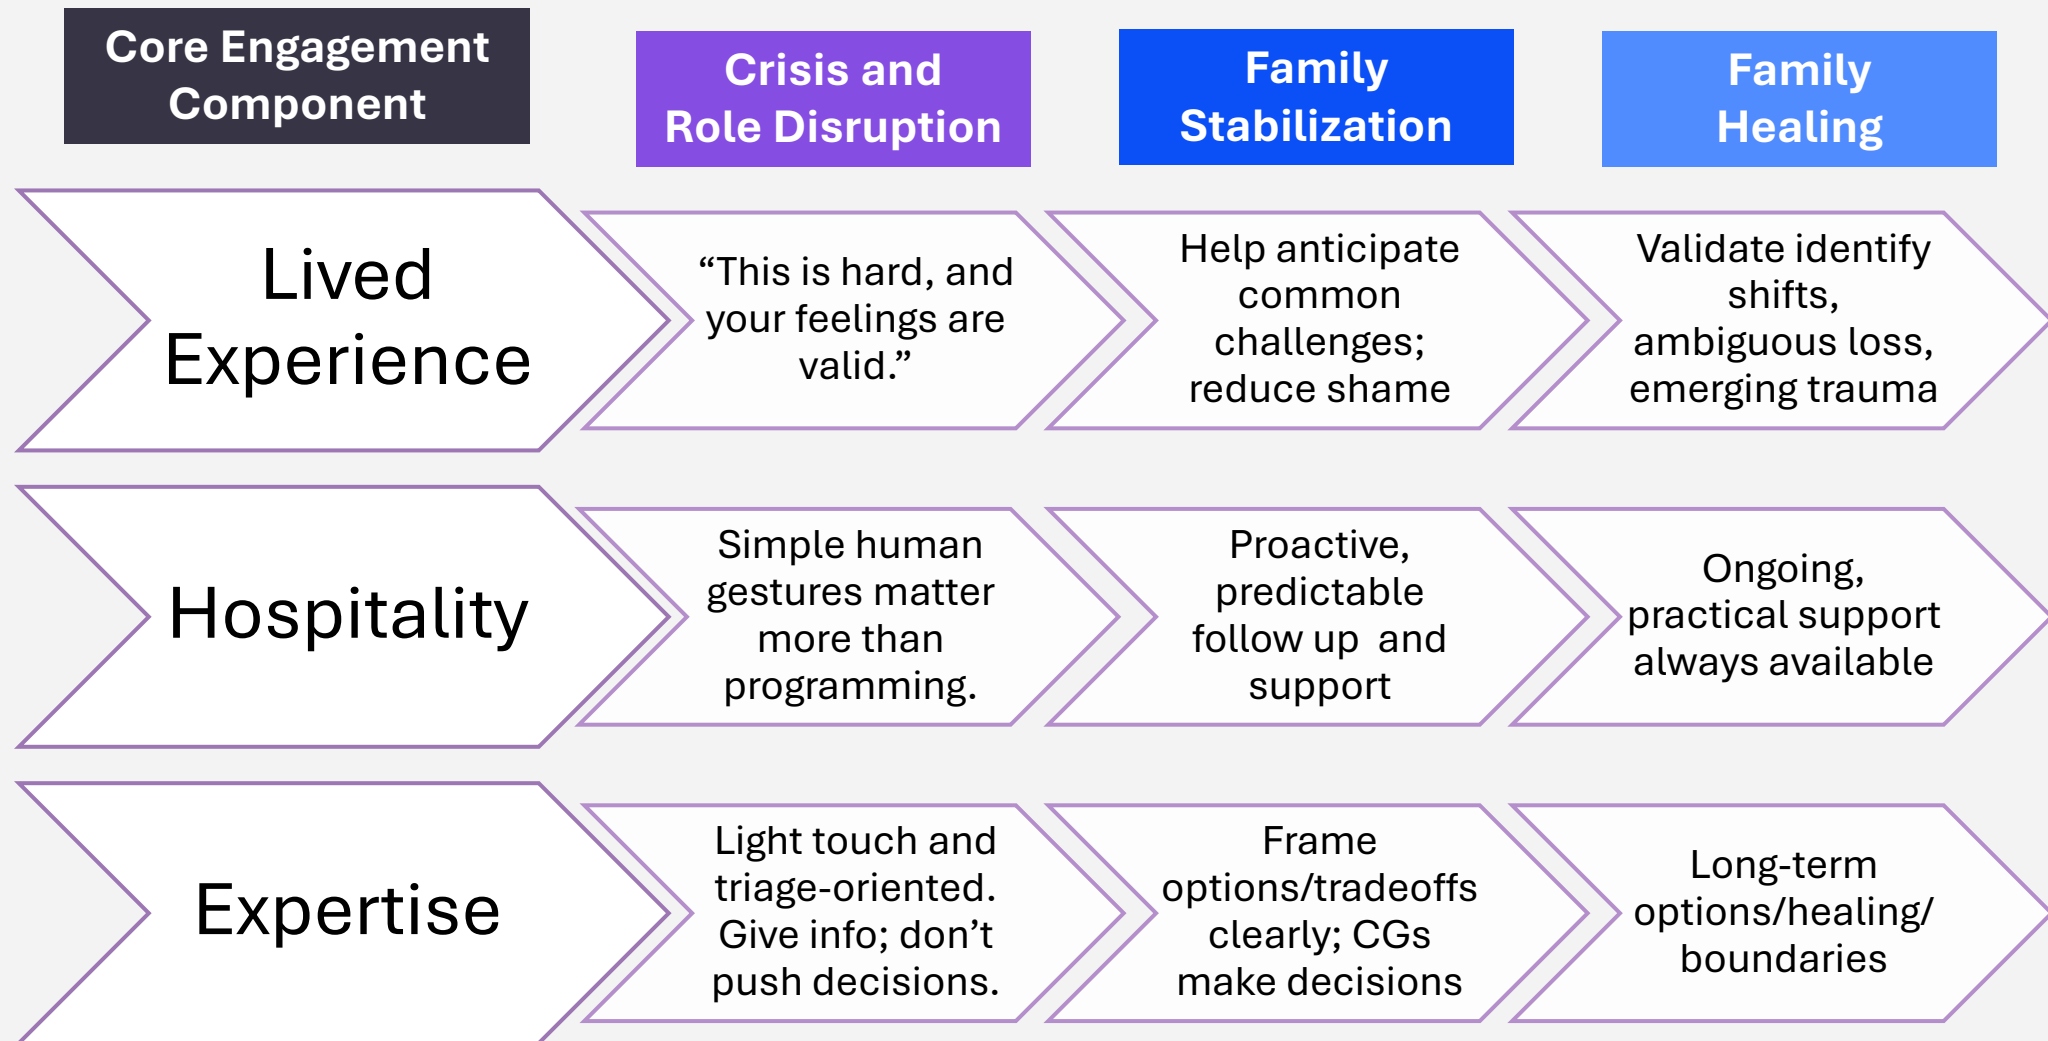 Core Engagement
Component
Crisis and
Role Disruption
Family
Stabilization
Family
Healing
Lived
Experience
“This is hard, and
your feelings are
valid.”
Help anticipate
common
challenges;
reduce shame
Validate identify
shifts,
ambiguous loss,
emerging trauma
Hospitality
Simple human
gestures matter
more than
programming.
Proactive,
predictable
follow up  and
support
Ongoing,
practical support
always available
Expertise
Light touch and
triage-oriented.
Give info; don’t
push decisions.
Frame
options/tradeoffs
clearly; CGs
make decisions
Long-term
options/healing/
boundaries